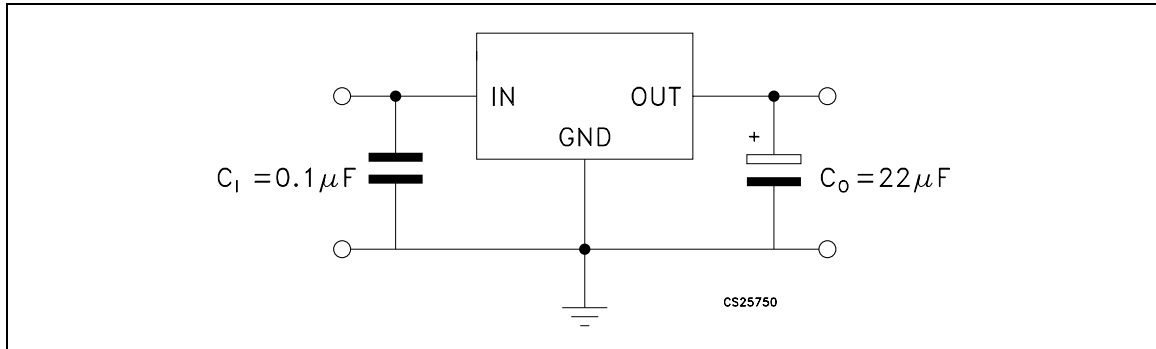 IN
OUT
GND
+
C_I =0.1μF
C_O =22μF
CS25750